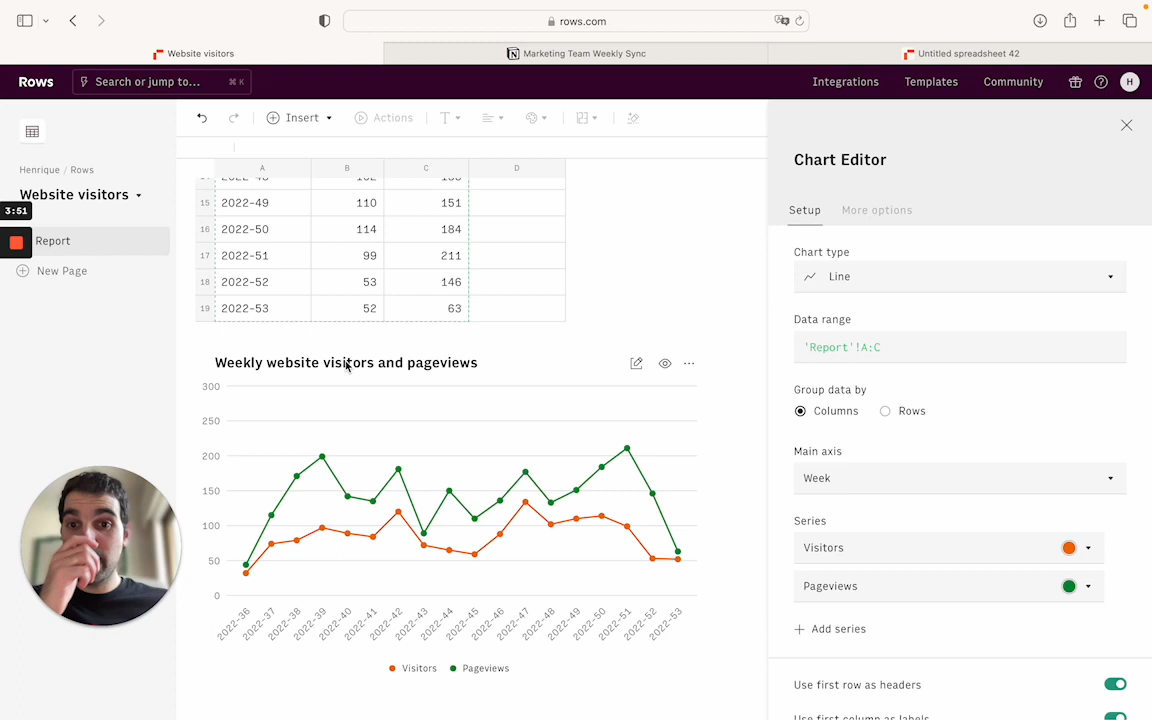 rows.com
Website visitors
Marketing Team Weekly Sync
Untitled spreadsheet 42
Rows
Search or jump to...
⌘ K
Integrations
Templates
Community
H
Insert
Actions
Henrique / Rows
Website visitors
3:51
Report
New Page
A B C D
15 2022-49 110 151
16 2022-50 114 184
17 2022-51 99 211
18 2022-52 53 146
19 2022-53 52 63
Weekly website visitors and pageviews
300
250
200
150
100
50
0
2022-36 2022-37 2022-38 2022-39 2022-40 2022-41 2022-42 2022-43 2022-44 2022-45 2022-46 2022-47 2022-48 2022-49 2022-50 2022-51 2022-52 2022-53
Visitors Pageviews
Chart Editor
Setup More options
Chart type
Line
Data range
'Report'!A:C
Group data by
Columns Rows
Main axis
Week
Series
Visitors
Pageviews
Add series
Use first row as headers
Use first column as labels